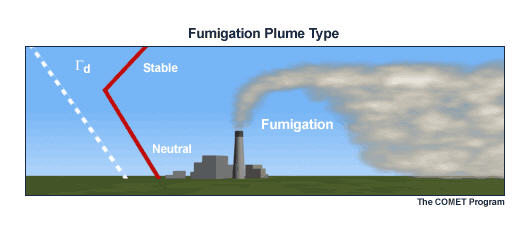 Fumigation Plume Type
Γd
Stable
Fumigation
Neutral
The COMET Program